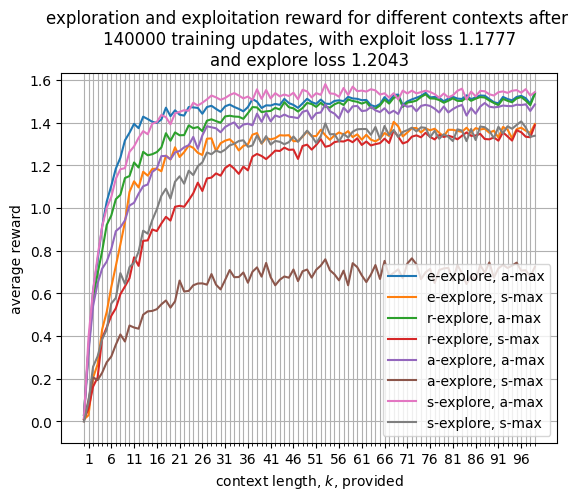 exploration and exploitation reward for different contexts after
140000 training updates, with exploit loss 1.1777
and explore loss 1.2043
1.6
1.4
1.2
1.0
0.8
0.6
0.4
0.2
0.0
average reward
e-explore, a-max
e-explore, s-max
r-explore, a-max
r-explore, s-max
a-explore, a-max
a-explore, s-max
s-explore, a-max
s-explore, s-max
1 6 11 16 21 26 31 36 41 46 51 56 61 66 71 76 81 86 91 96
context length, k, provided